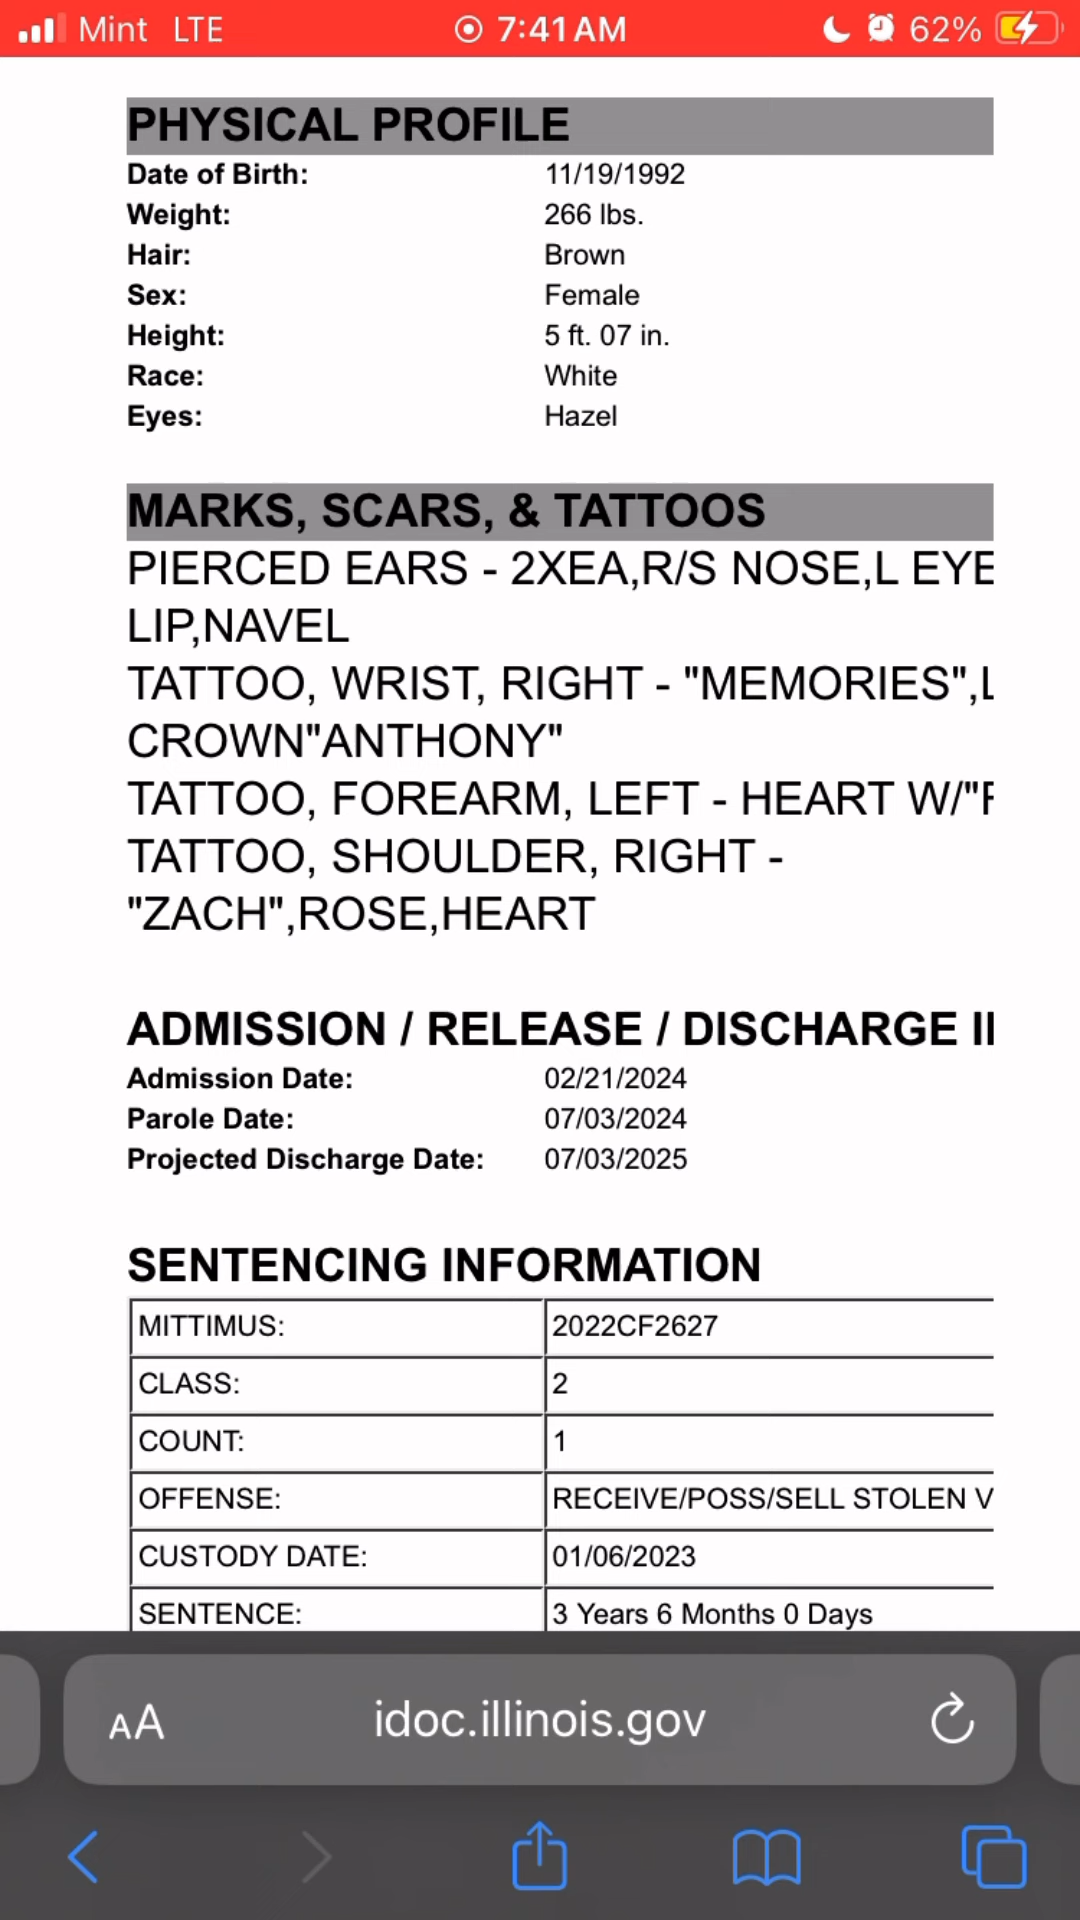 Mint LTE 7:41 AM 62%
PHYSICAL PROFILE
Date of Birth: 11/19/1992
Weight: 266 lbs.
Hair: Brown
Sex: Female
Height: 5 ft. 07 in.
Race: White
Eyes: Hazel
MARKS, SCARS, & TATTOOS
PIERCED EARS - 2XEA,R/S NOSE,L EYE
LIP,NAVEL
TATTOO, WRIST, RIGHT - "MEMORIES",L
CROWN"ANTHONY"
TATTOO, FOREARM, LEFT - HEART W/"
TATTOO, SHOULDER, RIGHT -
"ZACH",ROSE,HEART
ADMISSION / RELEASE / DISCHARGE
Admission Date: 02/21/2024
Parole Date: 07/03/2024
Projected Discharge Date: 07/03/2025
SENTENCING INFORMATION
MITTIMUS: 2022CF2627
CLASS: 2
COUNT: 1
OFFENSE: RECEIVE/POSS/SELL STOLEN V
CUSTODY DATE: 01/06/2023
SENTENCE: 3 Years 6 Months 0 Days
AA idoc.illinois.gov